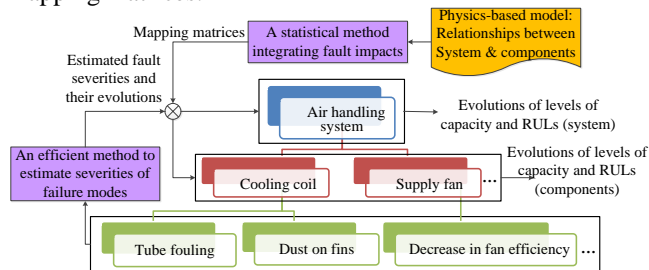 mapping matrices.
Physics-based model:
Relationships between
System & components
Mapping matrices
A statistical method
integrating fault impacts
Estimated fault
severities and
their evolutions
Air handling
system
Evolutions of levels of
capacity and RULs (system)
An efficient method to
estimate severities of
failure modes
Cooling coil
Supply fan
...
Evolutions of levels of
capacity and RULs
(components)
Tube fouling
Dust on fins
Decrease in fan efficiency
...